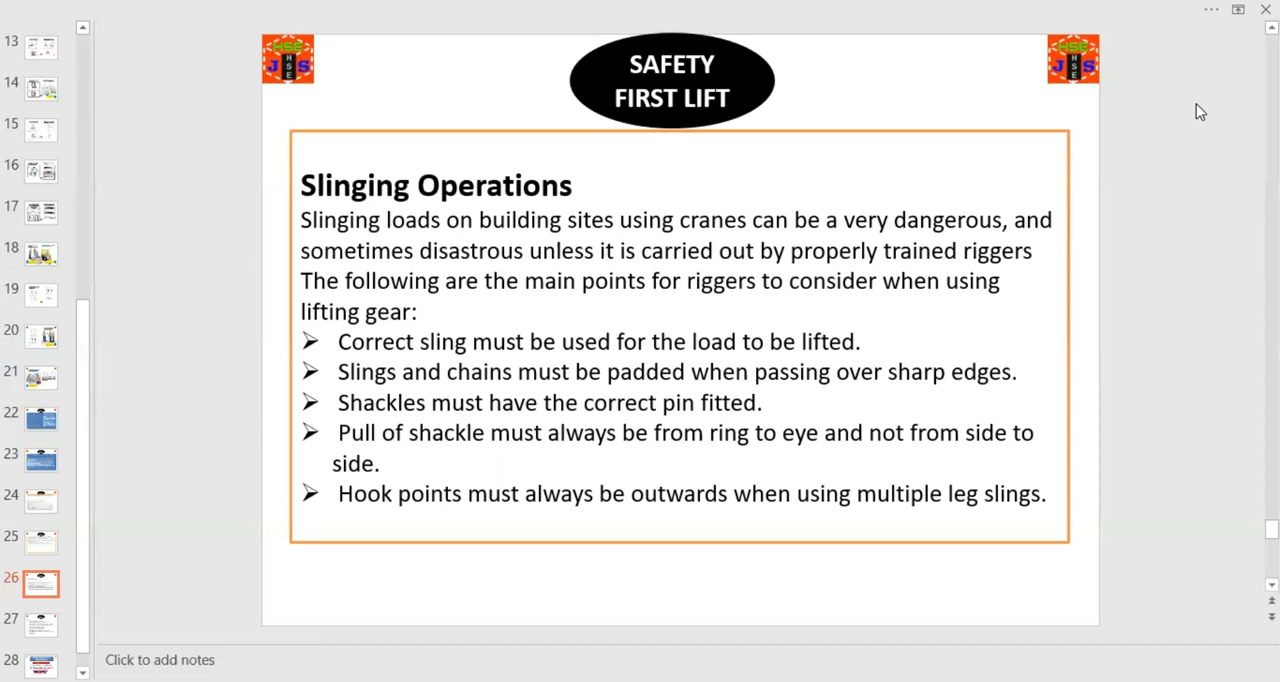 13
14
15
16
17
18
19
20
21
22
23
24
25
26
27
28
HSE
J S
H
S
E
SAFETY
FIRST LIFT
HSE
J S
H
S
E
Slinging Operations
Slinging loads on building sites using cranes can be a very dangerous, and
sometimes disastrous unless it is carried out by properly trained riggers
The following are the main points for riggers to consider when using
lifting gear:
➢ Correct sling must be used for the load to be lifted.
➢ Slings and chains must be padded when passing over sharp edges.
➢ Shackles must have the correct pin fitted.
➢ Pull of shackle must always be from ring to eye and not from side to
side.
➢ Hook points must always be outwards when using multiple leg slings.
Click to add notes